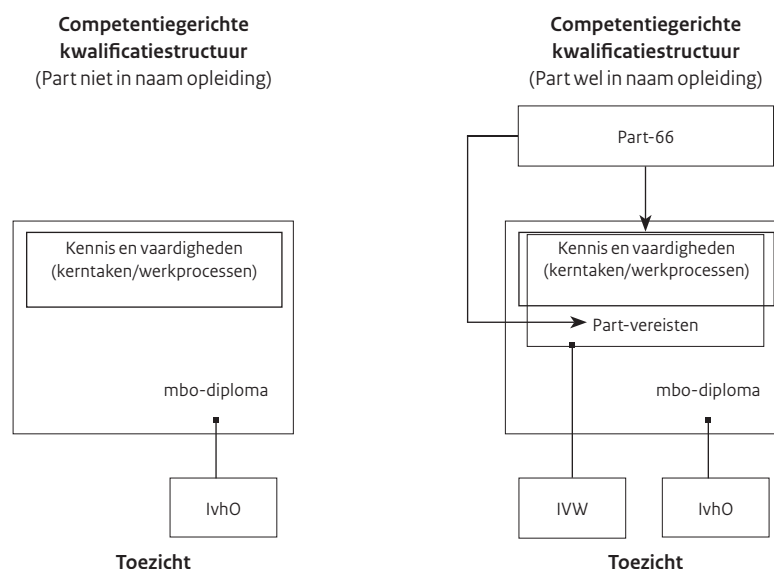 Competentiegerichte
kwalificatiestructuur
(Part niet in naam opleiding)
Kennis en vaardigheden
(kerntaken/werkprocessen)
mbo-diploma
IvhO
Toezicht
Competentiegerichte
kwalificatiestructuur
(Part wel in naam opleiding)
Part-66
Kennis en vaardigheden
(kerntaken/werkprocessen)
Part-vereisten
mbo-diploma
IVW
IvhO
Toezicht